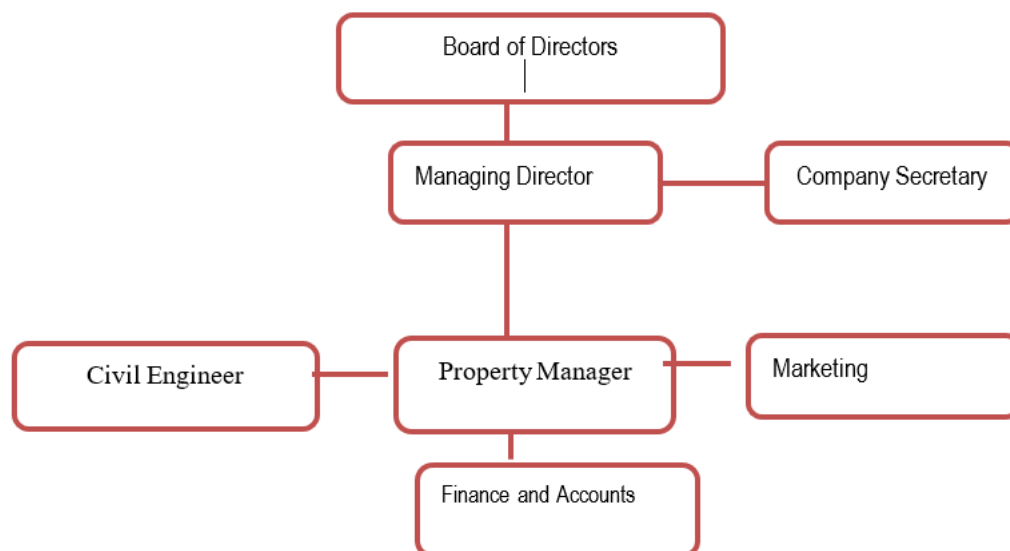 Board of Directors
Managing Director
Company Secretary
Civil Engineer
Property Manager
Marketing
Finance and Accounts